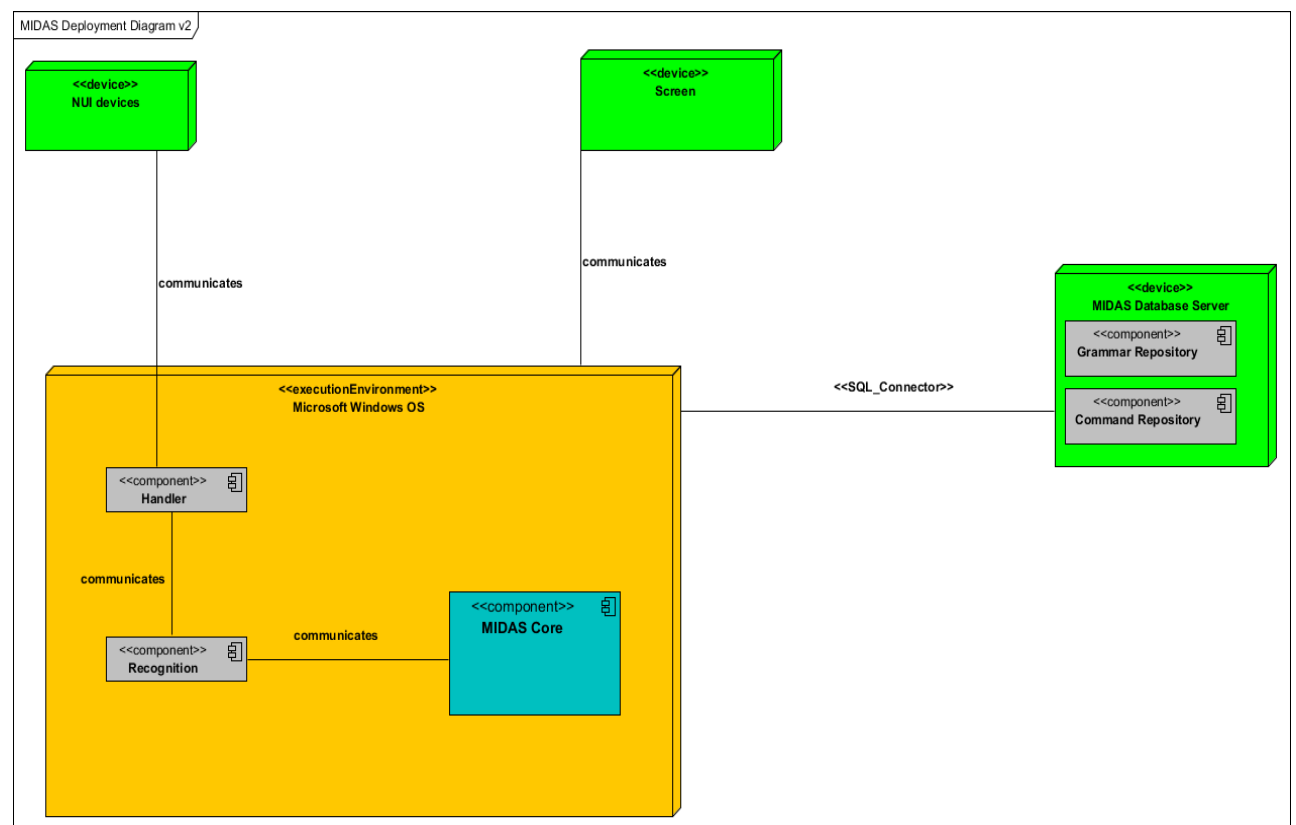 MIDAS Deployment Diagram v2
<<device>>
NUI devices
<<device>>
Screen
communicates
communicates
<<device>>
MIDAS Database Server
<<component>>
Grammar Repository
<<component>>
Command Repository
<<SQL_Connector>>
<<executionEnvironment>>
Microsoft Windows OS
<<component>>
Handler
communicates
<<component>>
Recognition
communicates
<<component>>
MIDAS Core